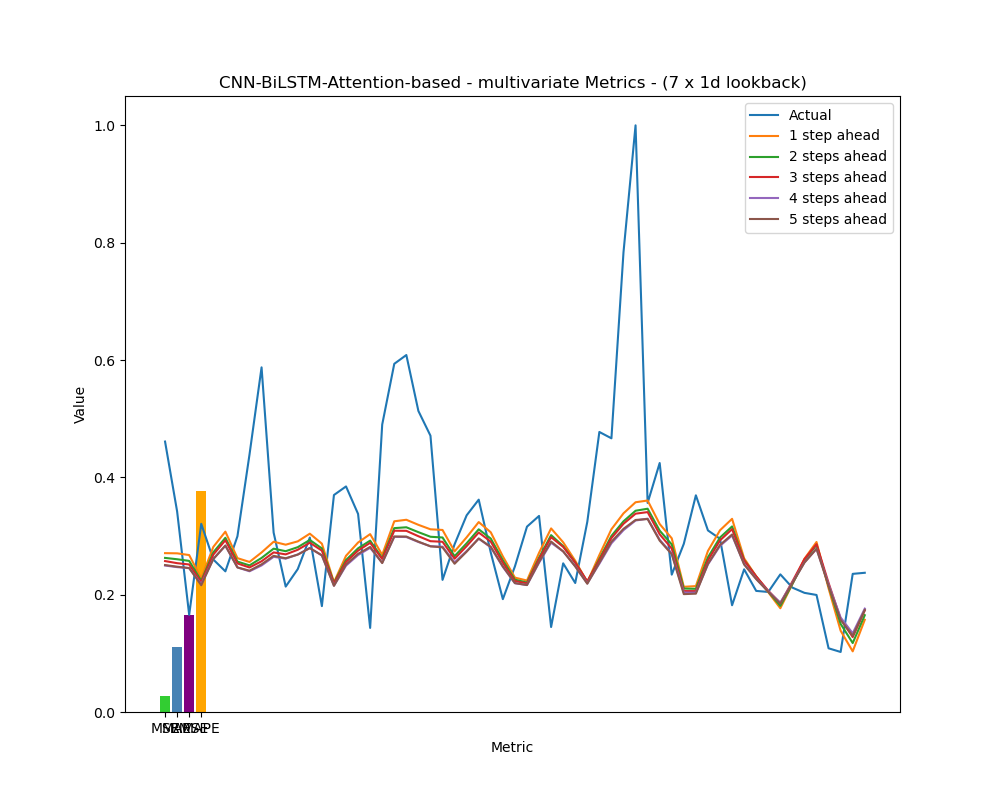 CNN-BiLSTM-Attention-based - multivariate Metrics - (7 x 1d lookback)
Actual
1 step ahead
2 steps ahead
3 steps ahead
4 steps ahead
5 steps ahead
1.0
0.8
0.6
0.4
0.2
0.0
Value
Metric